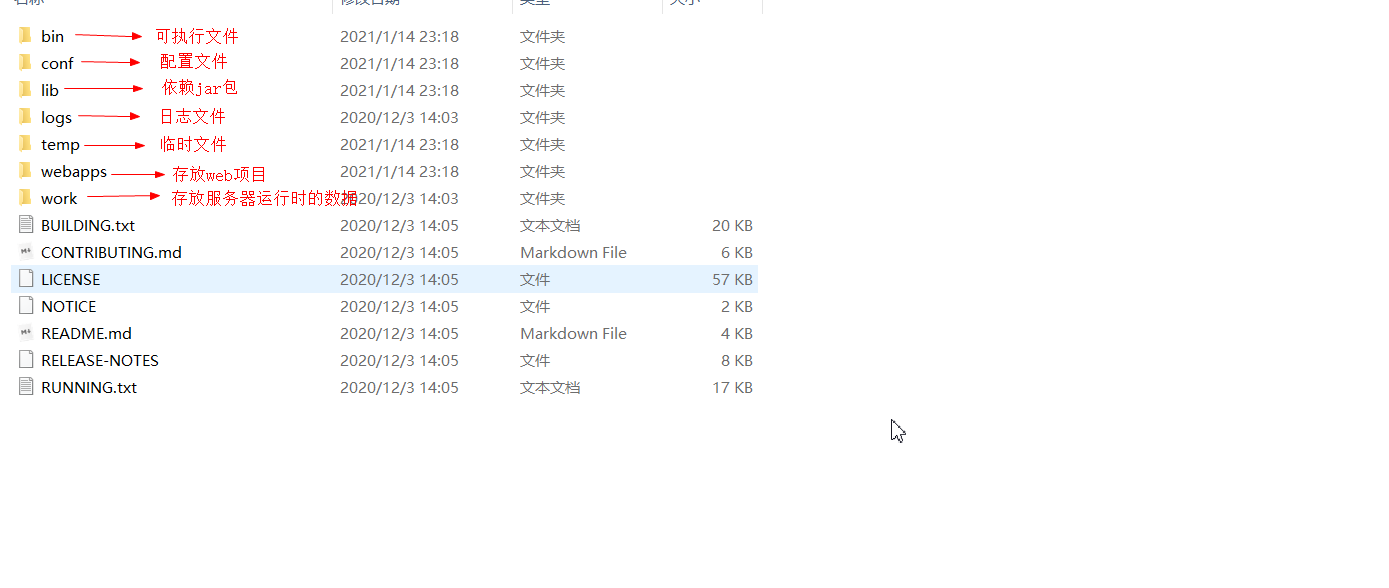 名称 修改日期 类型 大小
bin 可执行文件 2021/1/14 23:18 文件夹
conf 配置文件 2021/1/14 23:18 文件夹
lib 依赖jar包 2021/1/14 23:18 文件夹
logs 日志文件 2020/12/3 14:03 文件夹
temp 临时文件 2021/1/14 23:18 文件夹
webapps 存放web项目 2021/1/14 23:18 文件夹
work 存放服务器运行时的数据 2020/12/3 14:03 文件夹
BUILDING.txt 2020/12/3 14:05 文本文档 20 KB
CONTRIBUTING.md 2020/12/3 14:05 Markdown File 6 KB
LICENSE 2020/12/3 14:05 文件 57 KB
NOTICE 2020/12/3 14:05 文件 2 KB
README.md 2020/12/3 14:05 Markdown File 4 KB
RELEASE-NOTES 2020/12/3 14:05 文件 8 KB
RUNNING.txt 2020/12/3 14:05 文本文档 17 KB